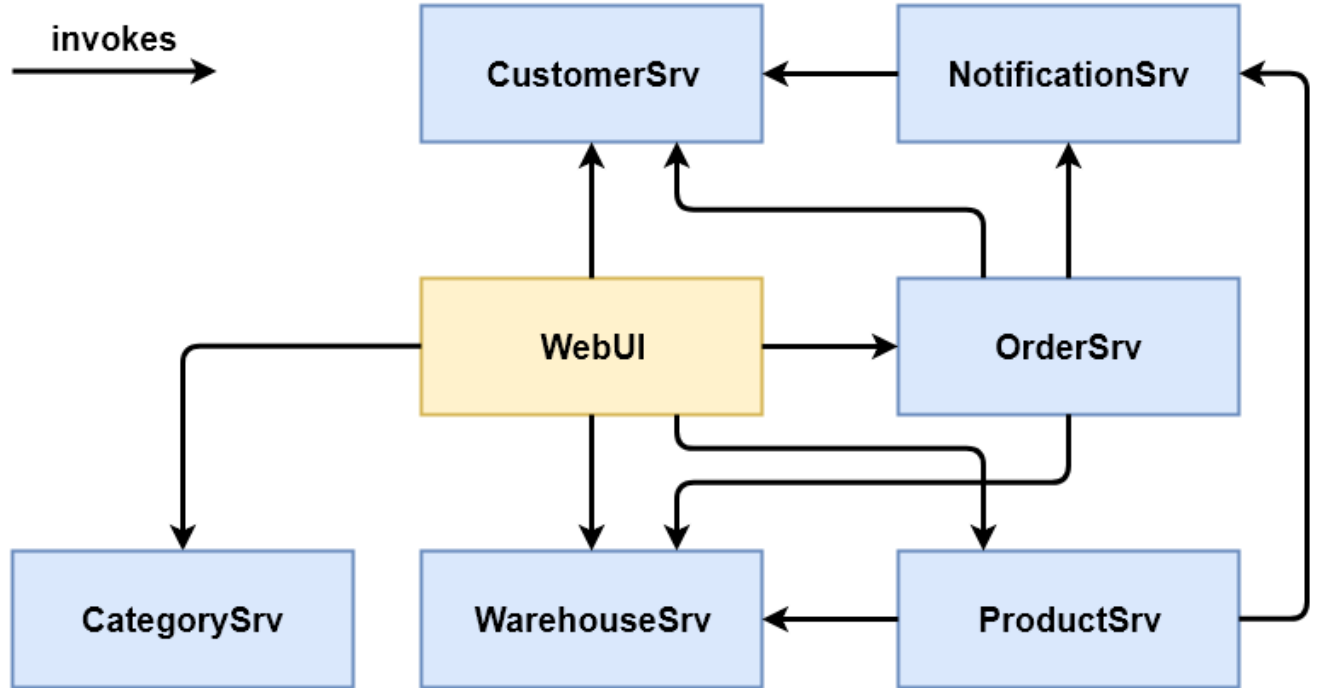 invokes
CustomerSrv
NotificationSrv
WebUI
OrderSrv
CategorySrv
WarehouseSrv
ProductSrv